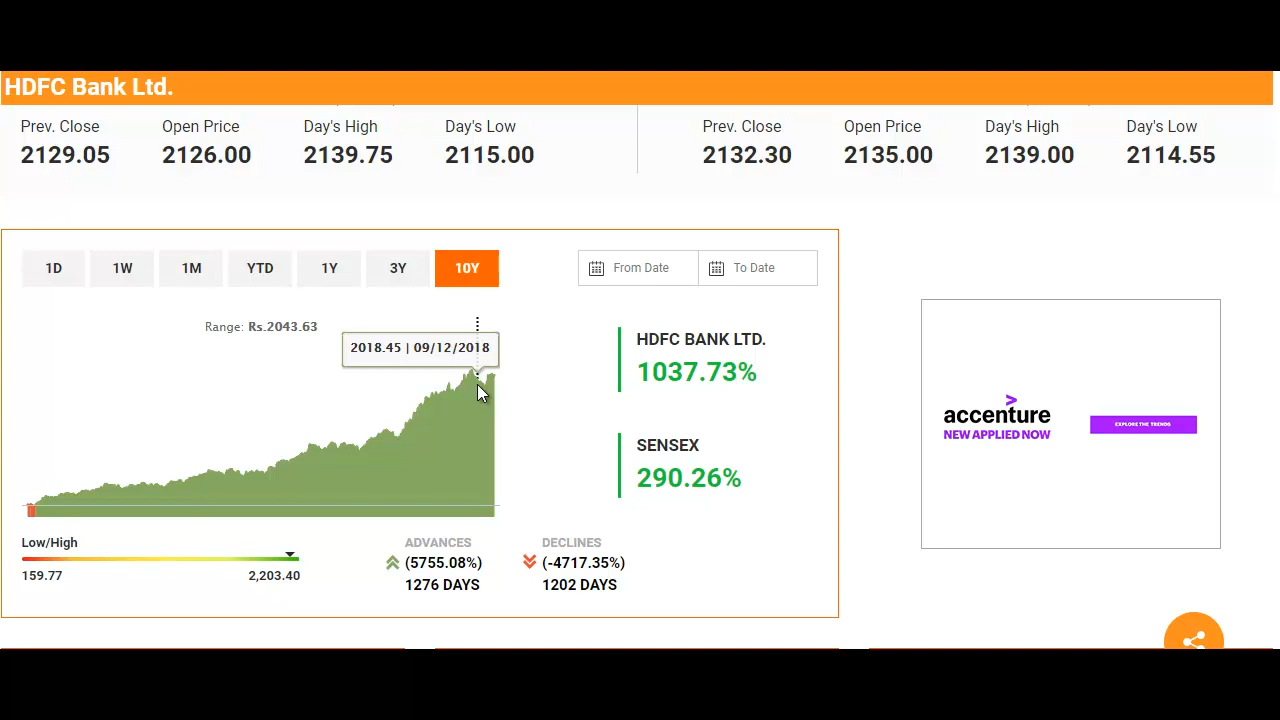 HDFC Bank Ltd.
Prev. Close Open Price Day's High Day's Low
2129.05 2126.00 2139.75 2115.00
Prev. Close Open Price Day's High Day's Low
2132.30 2135.00 2139.00 2114.55
1D 1W 1M YTD 1Y 3Y 10Y
From Date To Date
Range: Rs.2043.63
2018.45 | 09/12/2018
HDFC BANK LTD.
1037.73%
SENSEX
290.26%
Low/High
159.77 2,203.40
ADVANCES
(5755.08%)
1276 DAYS
DECLINES
(-4717.35%)
1202 DAYS
>
accenture
NEW APPLIED NOW
EXPLORE THE TRENDS